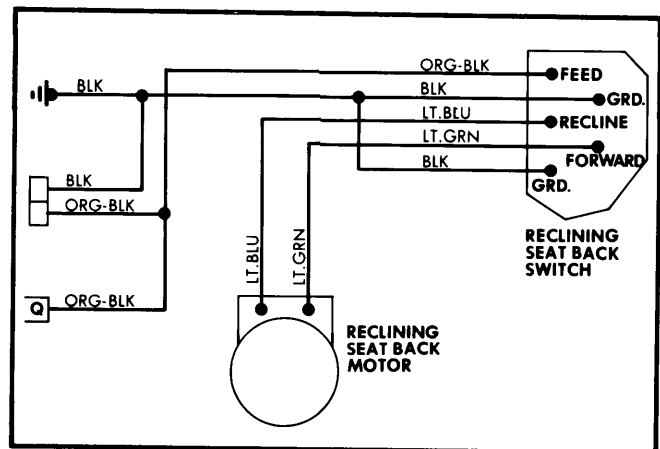 ORG-BLK
FEED
BLK
BLK
GRD.
LT.BLU
RECLINE
LT.GRN
FORWARD
BLK
BLK
GRD.
ORG-BLK
RECLINING
SEAT BACK
SWITCH
LT.BLU
LT.GRN
Q
ORG-BLK
RECLINING
SEAT BACK
MOTOR